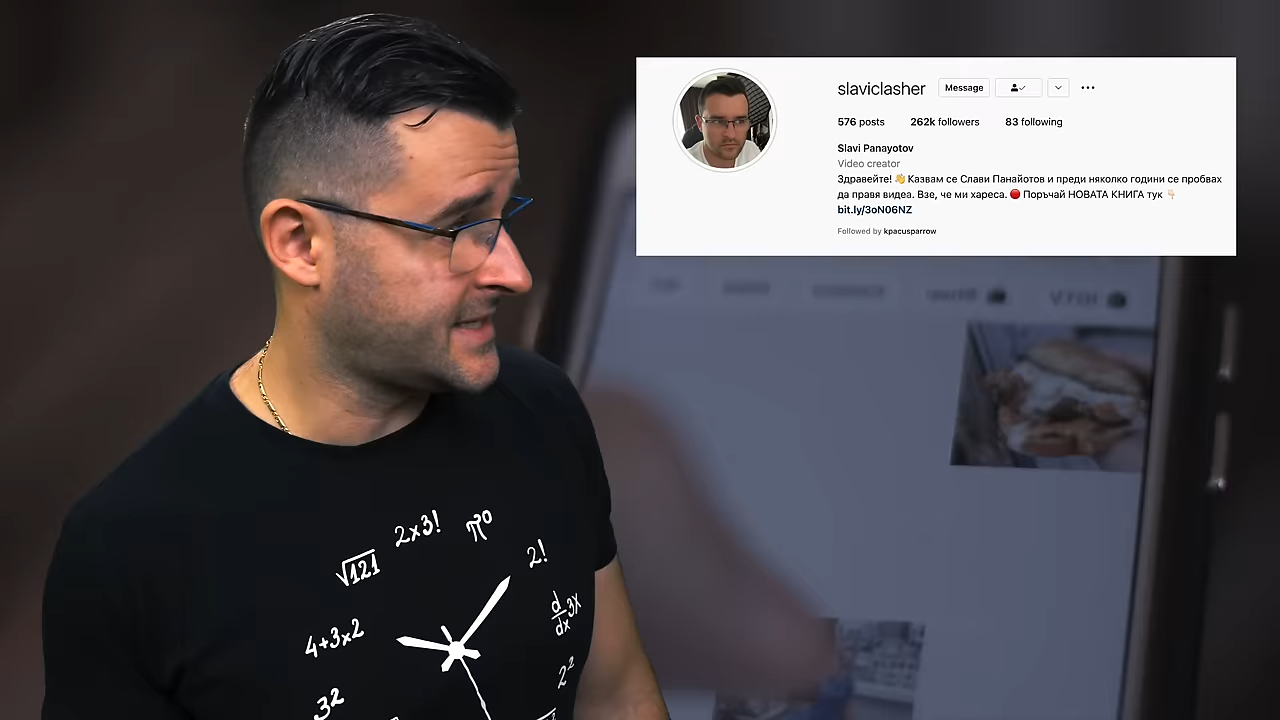 slaviclasher Message
576 posts 262k followers 83 following
Slavi Panayotov
Video creator
Здравейте! 👋 Казвам се Слави Панайотов и преди няколко години се пробвах
да правя видеа. Взе, че ми хареса. 🔴 Поръчай НОВАТА КНИГА тук 👇🏻
bit.ly/3oN06NZ
Followed by kpacusparrow
2x3! π⁰
√121 2!
d/dx 3x
4+3x2
2²
3²